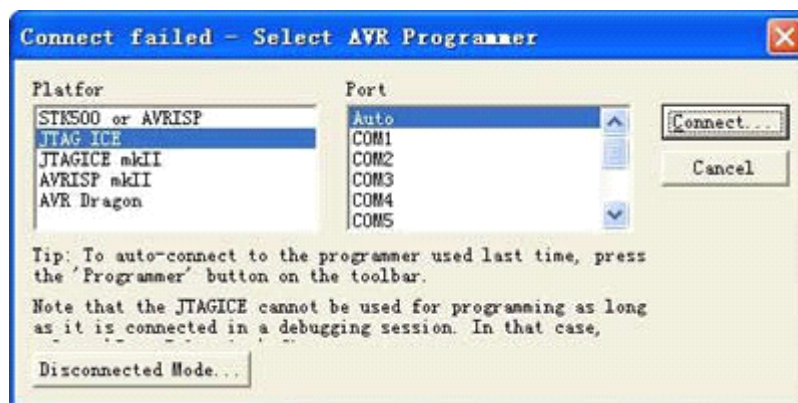 Connect failed - Select AVR Programmer
Platfor
Port
STK500 or AVRISP
JTAG ICE
JTAGICE mkII
AVRISP mkII
AVR Dragon
Auto
COM1
COM2
COM3
COM4
COM5
Connect...
Cancel
Tip: To auto-connect to the programmer used last time, press
the 'Programmer' button on the toolbar.
Note that the JTAGICE cannot be used for programming as long
as it is connected in a debugging session. In that case,
Disconnected Mode...